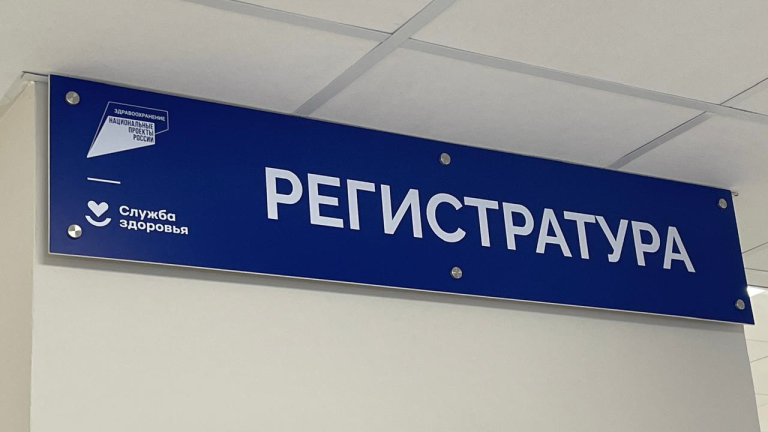 ЗДРАВООХРАНЕНИЕ
НАЦИОНАЛЬНЫЕ
ПРОЕКТЫ
РОССИИ
Служба
здоровья
РЕГИСТРАТУРА